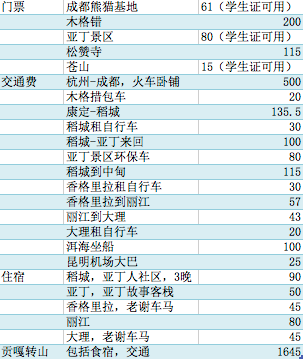 门票 成都熊猫基地 61（学生证可用）
木格错 200
亚丁景区 80（学生证可用）
松赞寺 115
苍山 15（学生证可用）
交通费 杭州-成都，火车卧铺 500
木格措包车 20
康定-稻城 135.5
稻城租自行车 30
稻城-亚丁来回 100
亚丁景区环保车 80
稻城到中甸 115
香格里拉租自行车 30
香格里拉到丽江 57
丽江到大理 43
大理租自行车 20
洱海坐船 100
昆明机场大巴 25
住宿 稻城，亚丁人社区，3晚 90
亚丁，亚丁故事客栈 50
香格里拉，老谢车马 45
丽江 80
大理，老谢车马 45
贡嘎转山 包括食宿，交通 1645